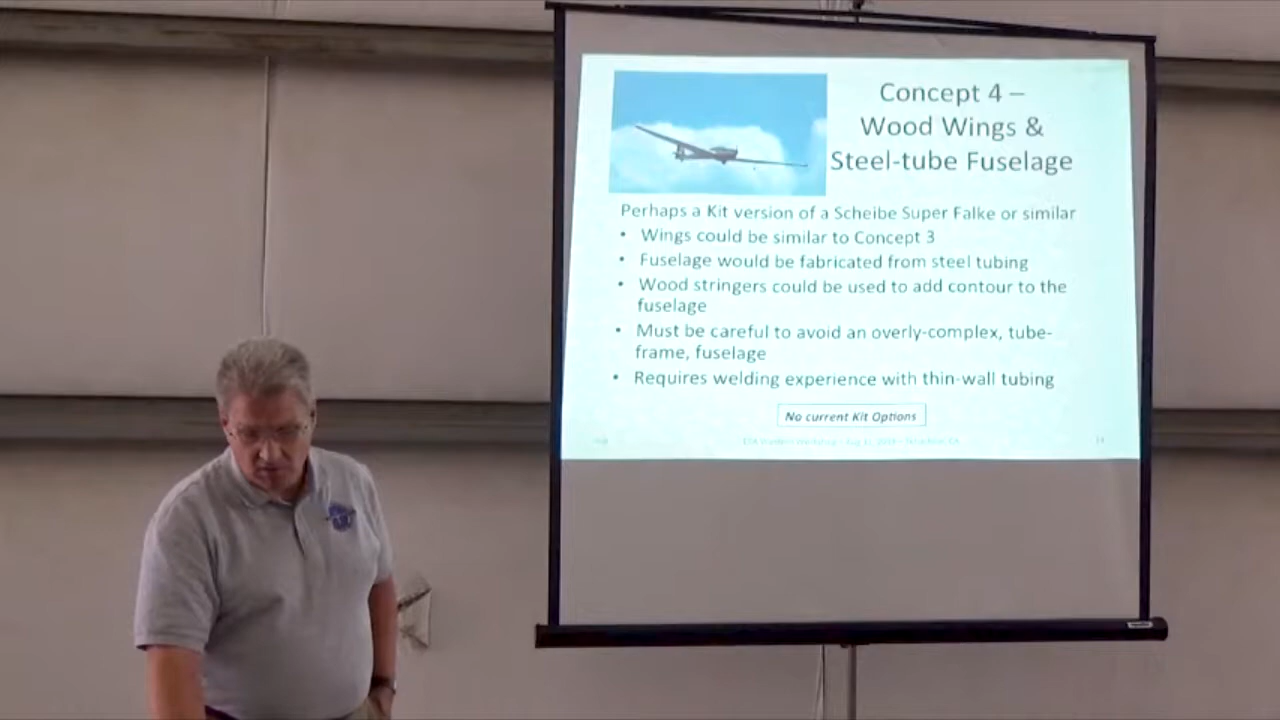 Concept 4 –
Wood Wings &
Steel-tube Fuselage
Perhaps a Kit version of a Scheibe Super Falke or similar
• Wings could be similar to Concept 3
• Fuselage would be fabricated from steel tubing
• Wood stringers could be used to add contour to the
fuselage
• Must be careful to avoid an overly-complex, tube-
frame, fuselage
• Requires welding experience with thin-wall tubing
No current Kit Options